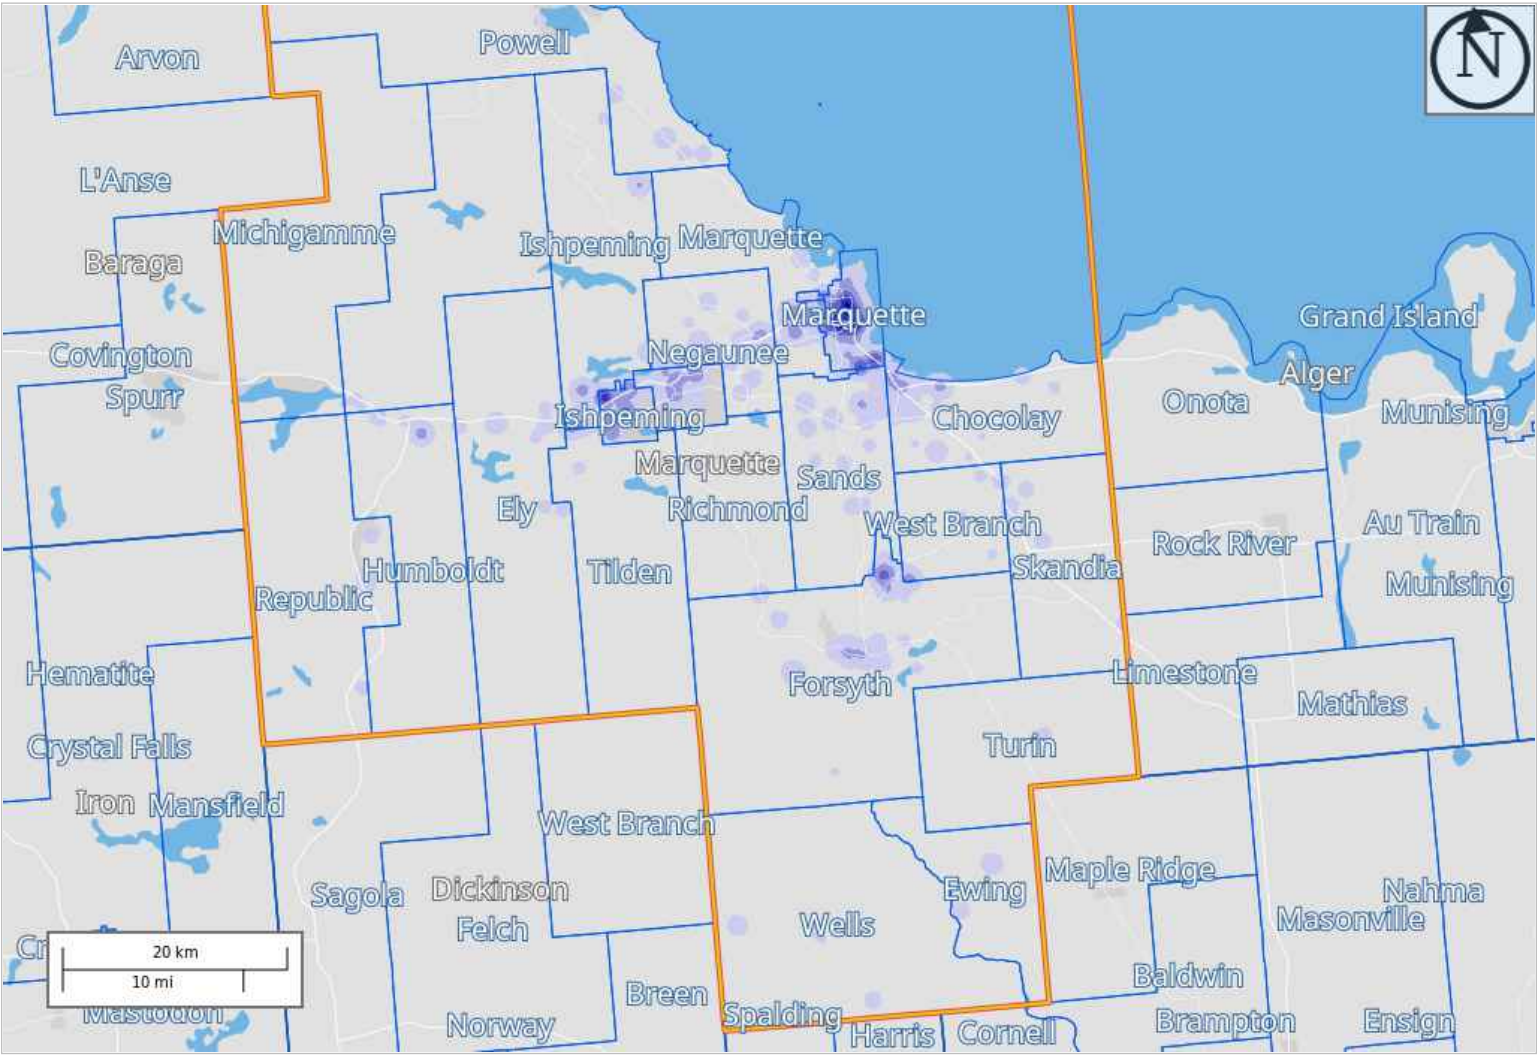 N
Powell
Arvon
L'Anse
Michigamme
Ishpeming
Marquette
Baraga
Marquette
Grand Island
Covington
Negaunee
Alger
Spurr
Onota
Munising
Ishpeming
Chocolay
Marquette
Sands
Ely
Richmond
West Branch
Au Train
Rock River
Humboldt
Tilden
Skandia
Munising
Republic
Hematite
Limestone
Forsyth
Mathias
Crystal Falls
Turin
Iron
Mansfield
West Branch
Maple Ridge
Sagola
Dickinson
Ewing
Nahma
Felch
Wells
Masonville
Cr
20 km
10 mi
Baldwin
Breen
Mastodon
Spalding
Norway
Harris
Cornell
Brampton
Ensign